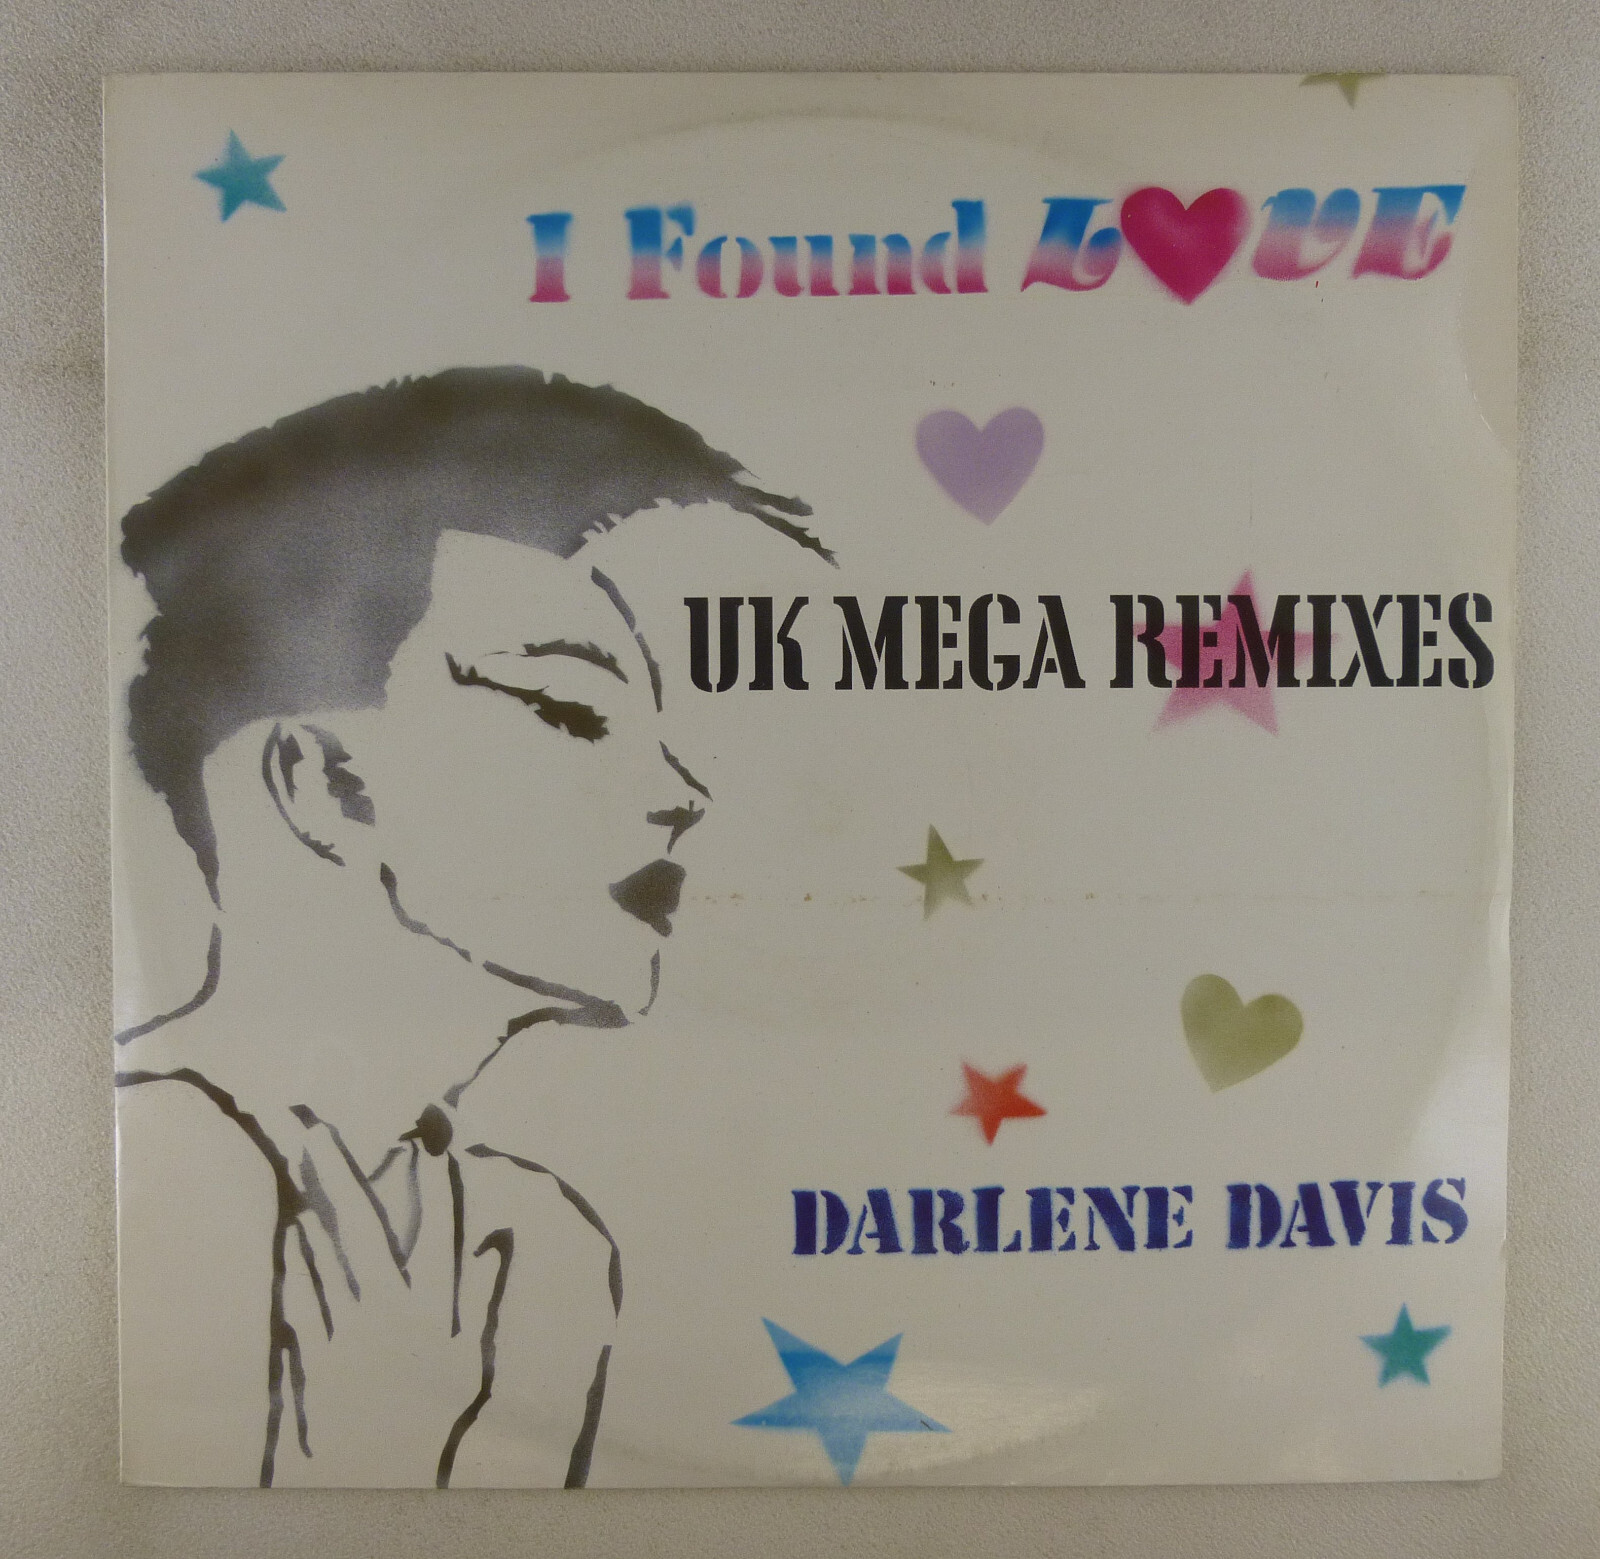 I Found LOVE
UK MEGA REMIXES
DARLENE DAVIS